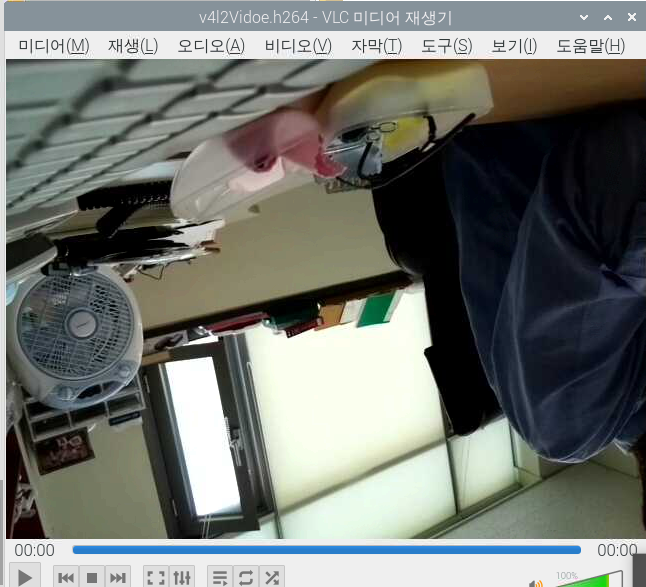 v4l2Vidoe.h264 - VLC 미디어 재생기
미디어(M) 재생(L) 오디오(A) 비디오(V) 자막(T) 도구(S) 보기(I) 도움말(H)
00:00 00:00
100%